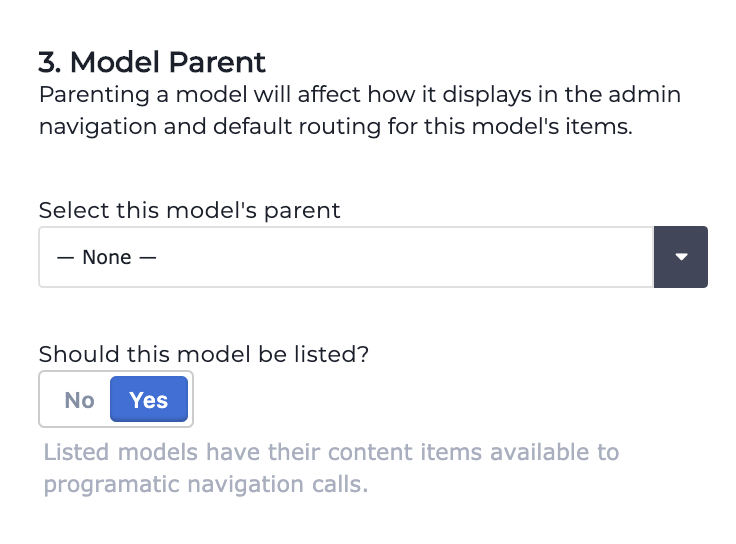 3. Model Parent
Parenting a model will affect how it displays in the admin
navigation and default routing for this model's items.
Select this model's parent
— None —
Should this model be listed?
No Yes
Listed models have their content items available to
programatic navigation calls.